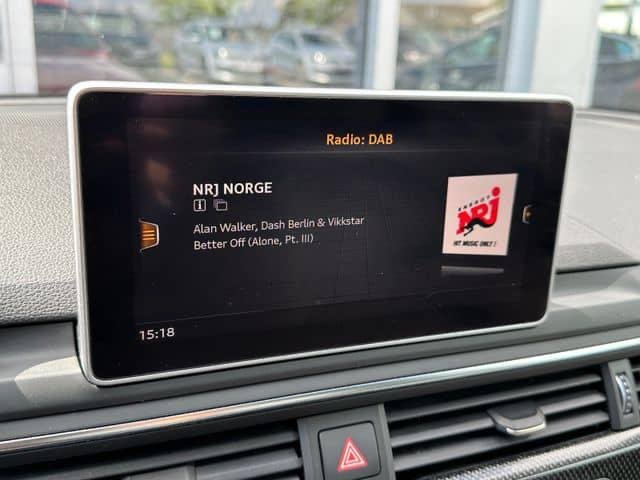 Radio: DAB
NRJ NORGE
Alan Walker, Dash Berlin & Vikkstar
Better Off (Alone, Pt. III)
ENERGY
NRJ
HIT MUSIC ONLY !
15:18